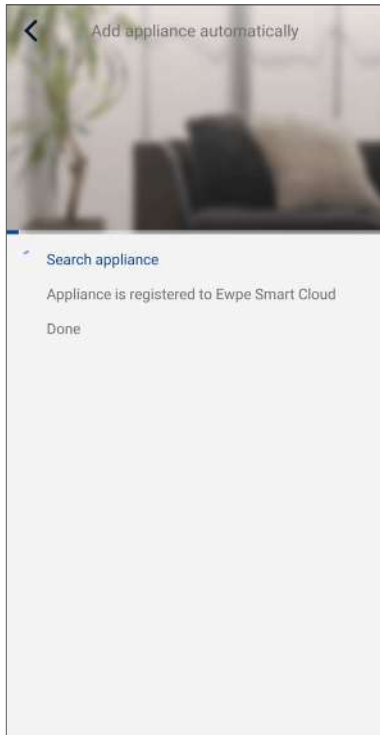 Add appliance automatically
Search appliance
Appliance is registered to Ewpe Smart Cloud
Done